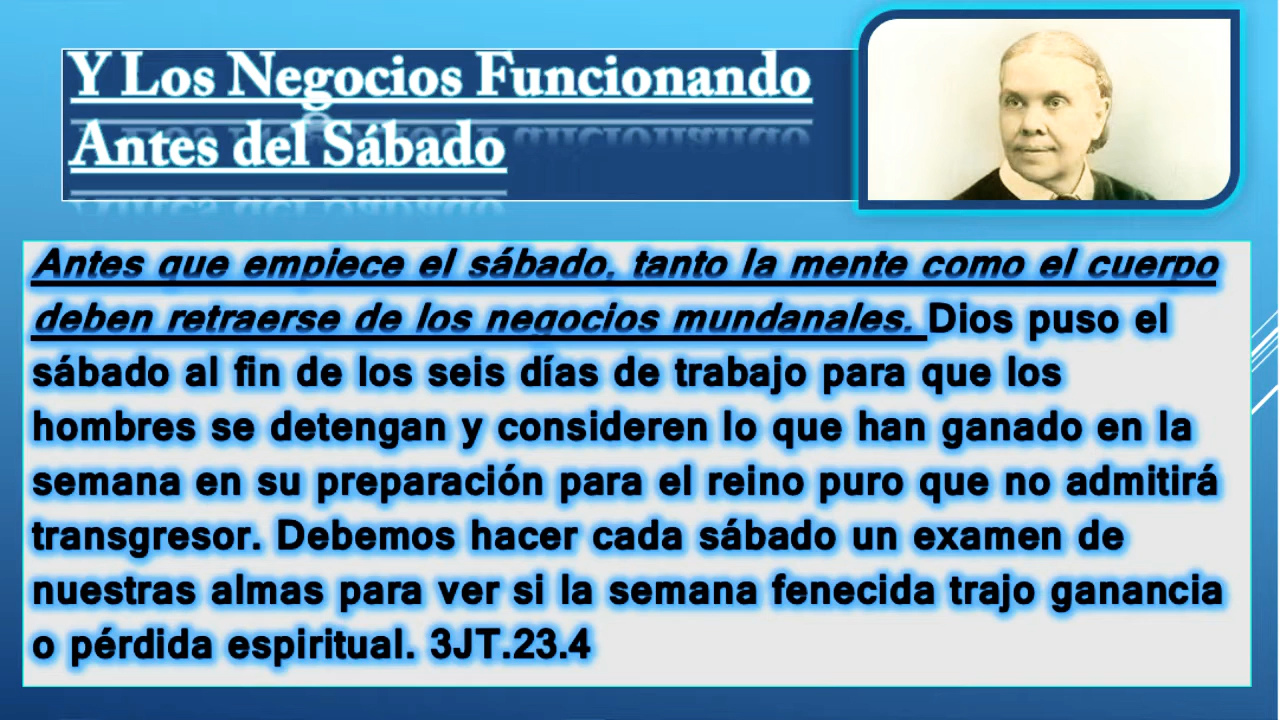 Y Los Negocios Funcionando
Antes del Sábado
Antes que empiece el sábado, tanto la mente como el cuerpo
deben retraerse de los negocios mundanales. Dios puso el
sábado al fin de los seis días de trabajo para que los
hombres se detengan y consideren lo que han ganado en la
semana en su preparación para el reino puro que no admitirá
transgresor. Debemos hacer cada sábado un examen de
nuestras almas para ver si la semana fenecida trajo ganancia
o pérdida espiritual. 3JT.23.4